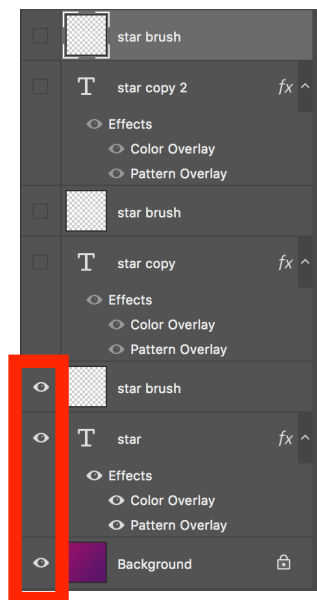 star brush
T star copy 2 fx
Effects
Color Overlay
Pattern Overlay
star brush
T star copy fx
Effects
Color Overlay
Pattern Overlay
star brush
T star fx
Effects
Color Overlay
Pattern Overlay
Background